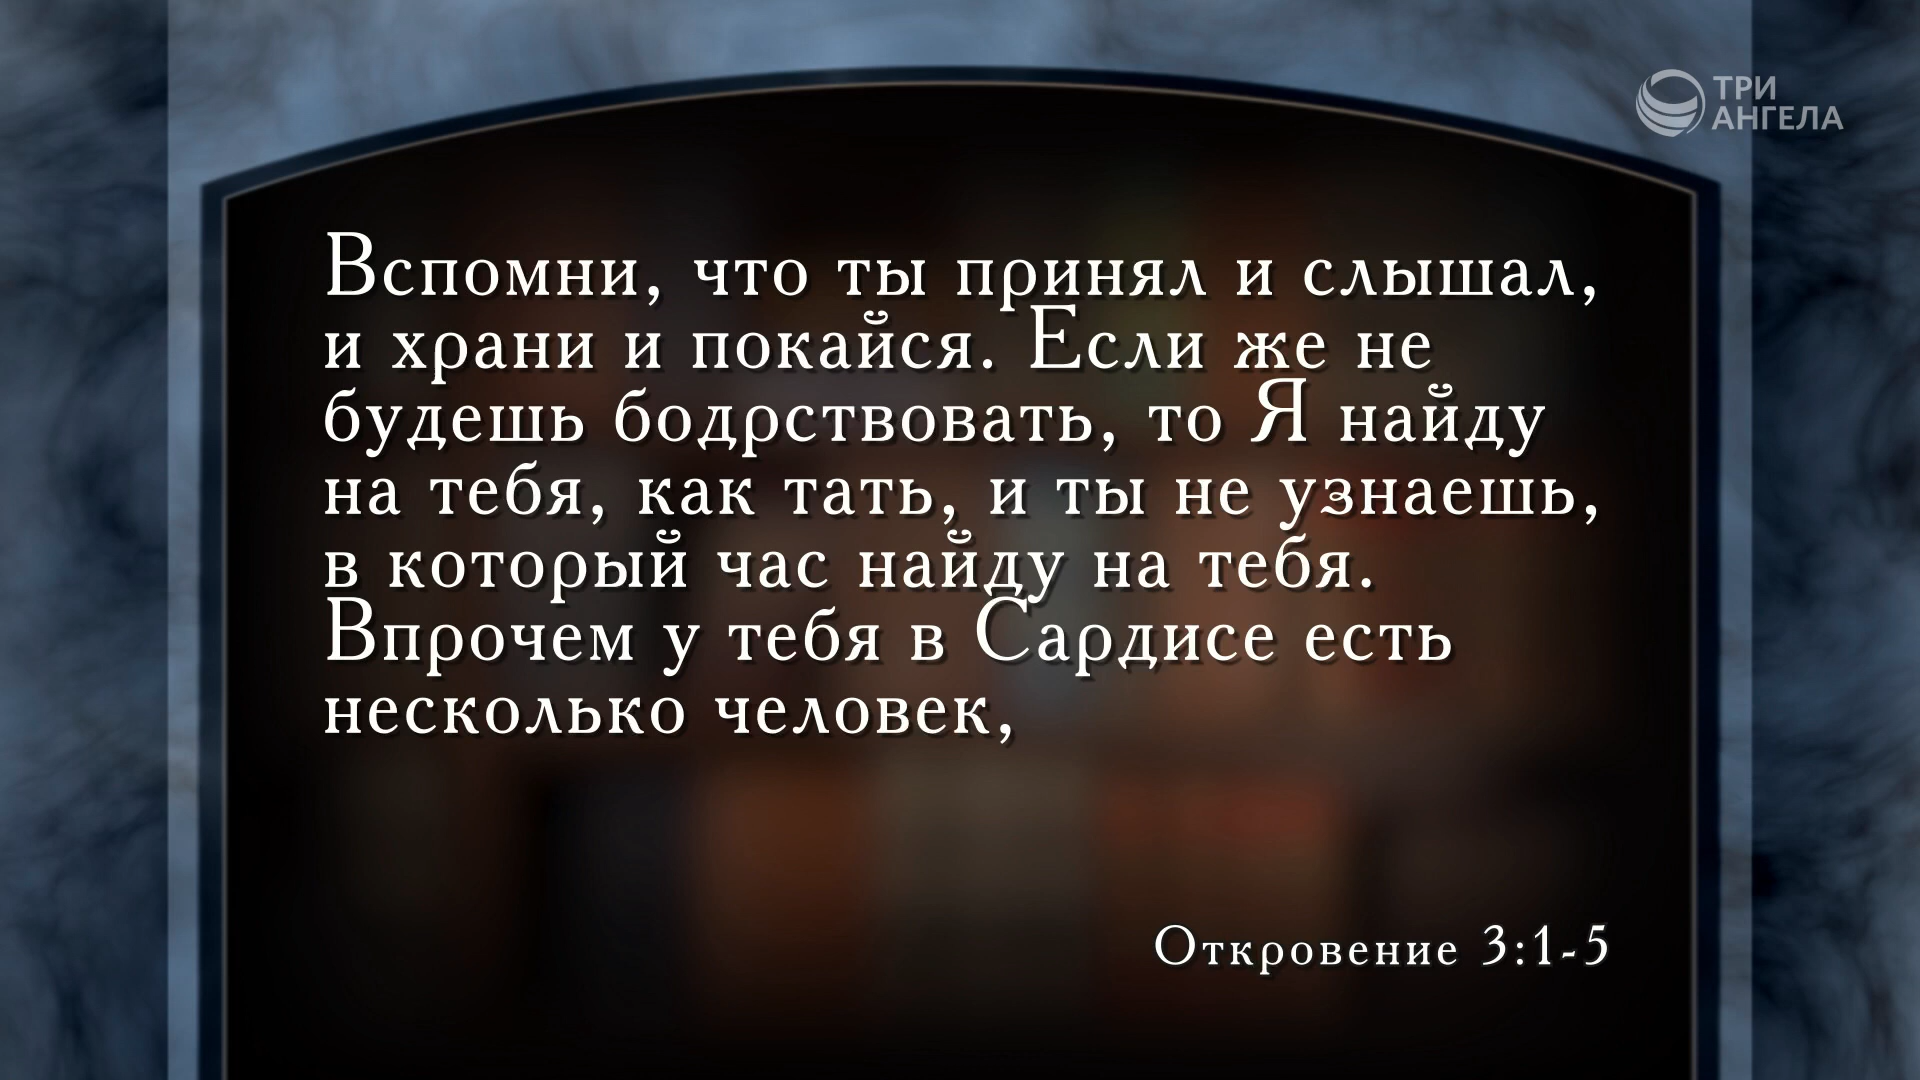 ТРИ
АНГЕЛА
Вспомни, что ты принял и слышал,
и храни и покайся. Если же не
будешь бодрствовать, то Я найду
на тебя, как тать, и ты не узнаешь,
в который час найду на тебя.
Впрочем у тебя в Сардисе есть
несколько человек,
Откровение 3:1-5